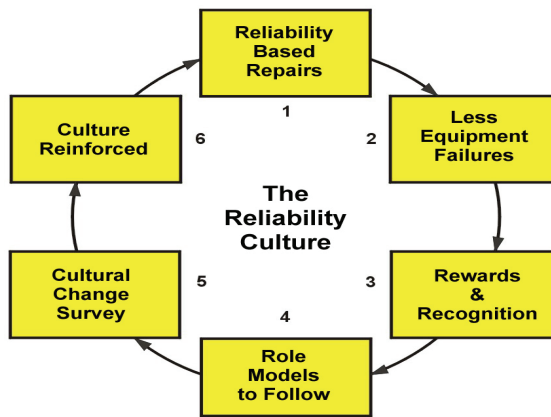 Reliability
Based
Repairs
1
Less
Equipment
Failures
2
Rewards
&
Recognition
3
Role
Models
to Follow
4
Cultural
Change
Survey
5
Culture
Reinforced
6
The
Reliability
Culture